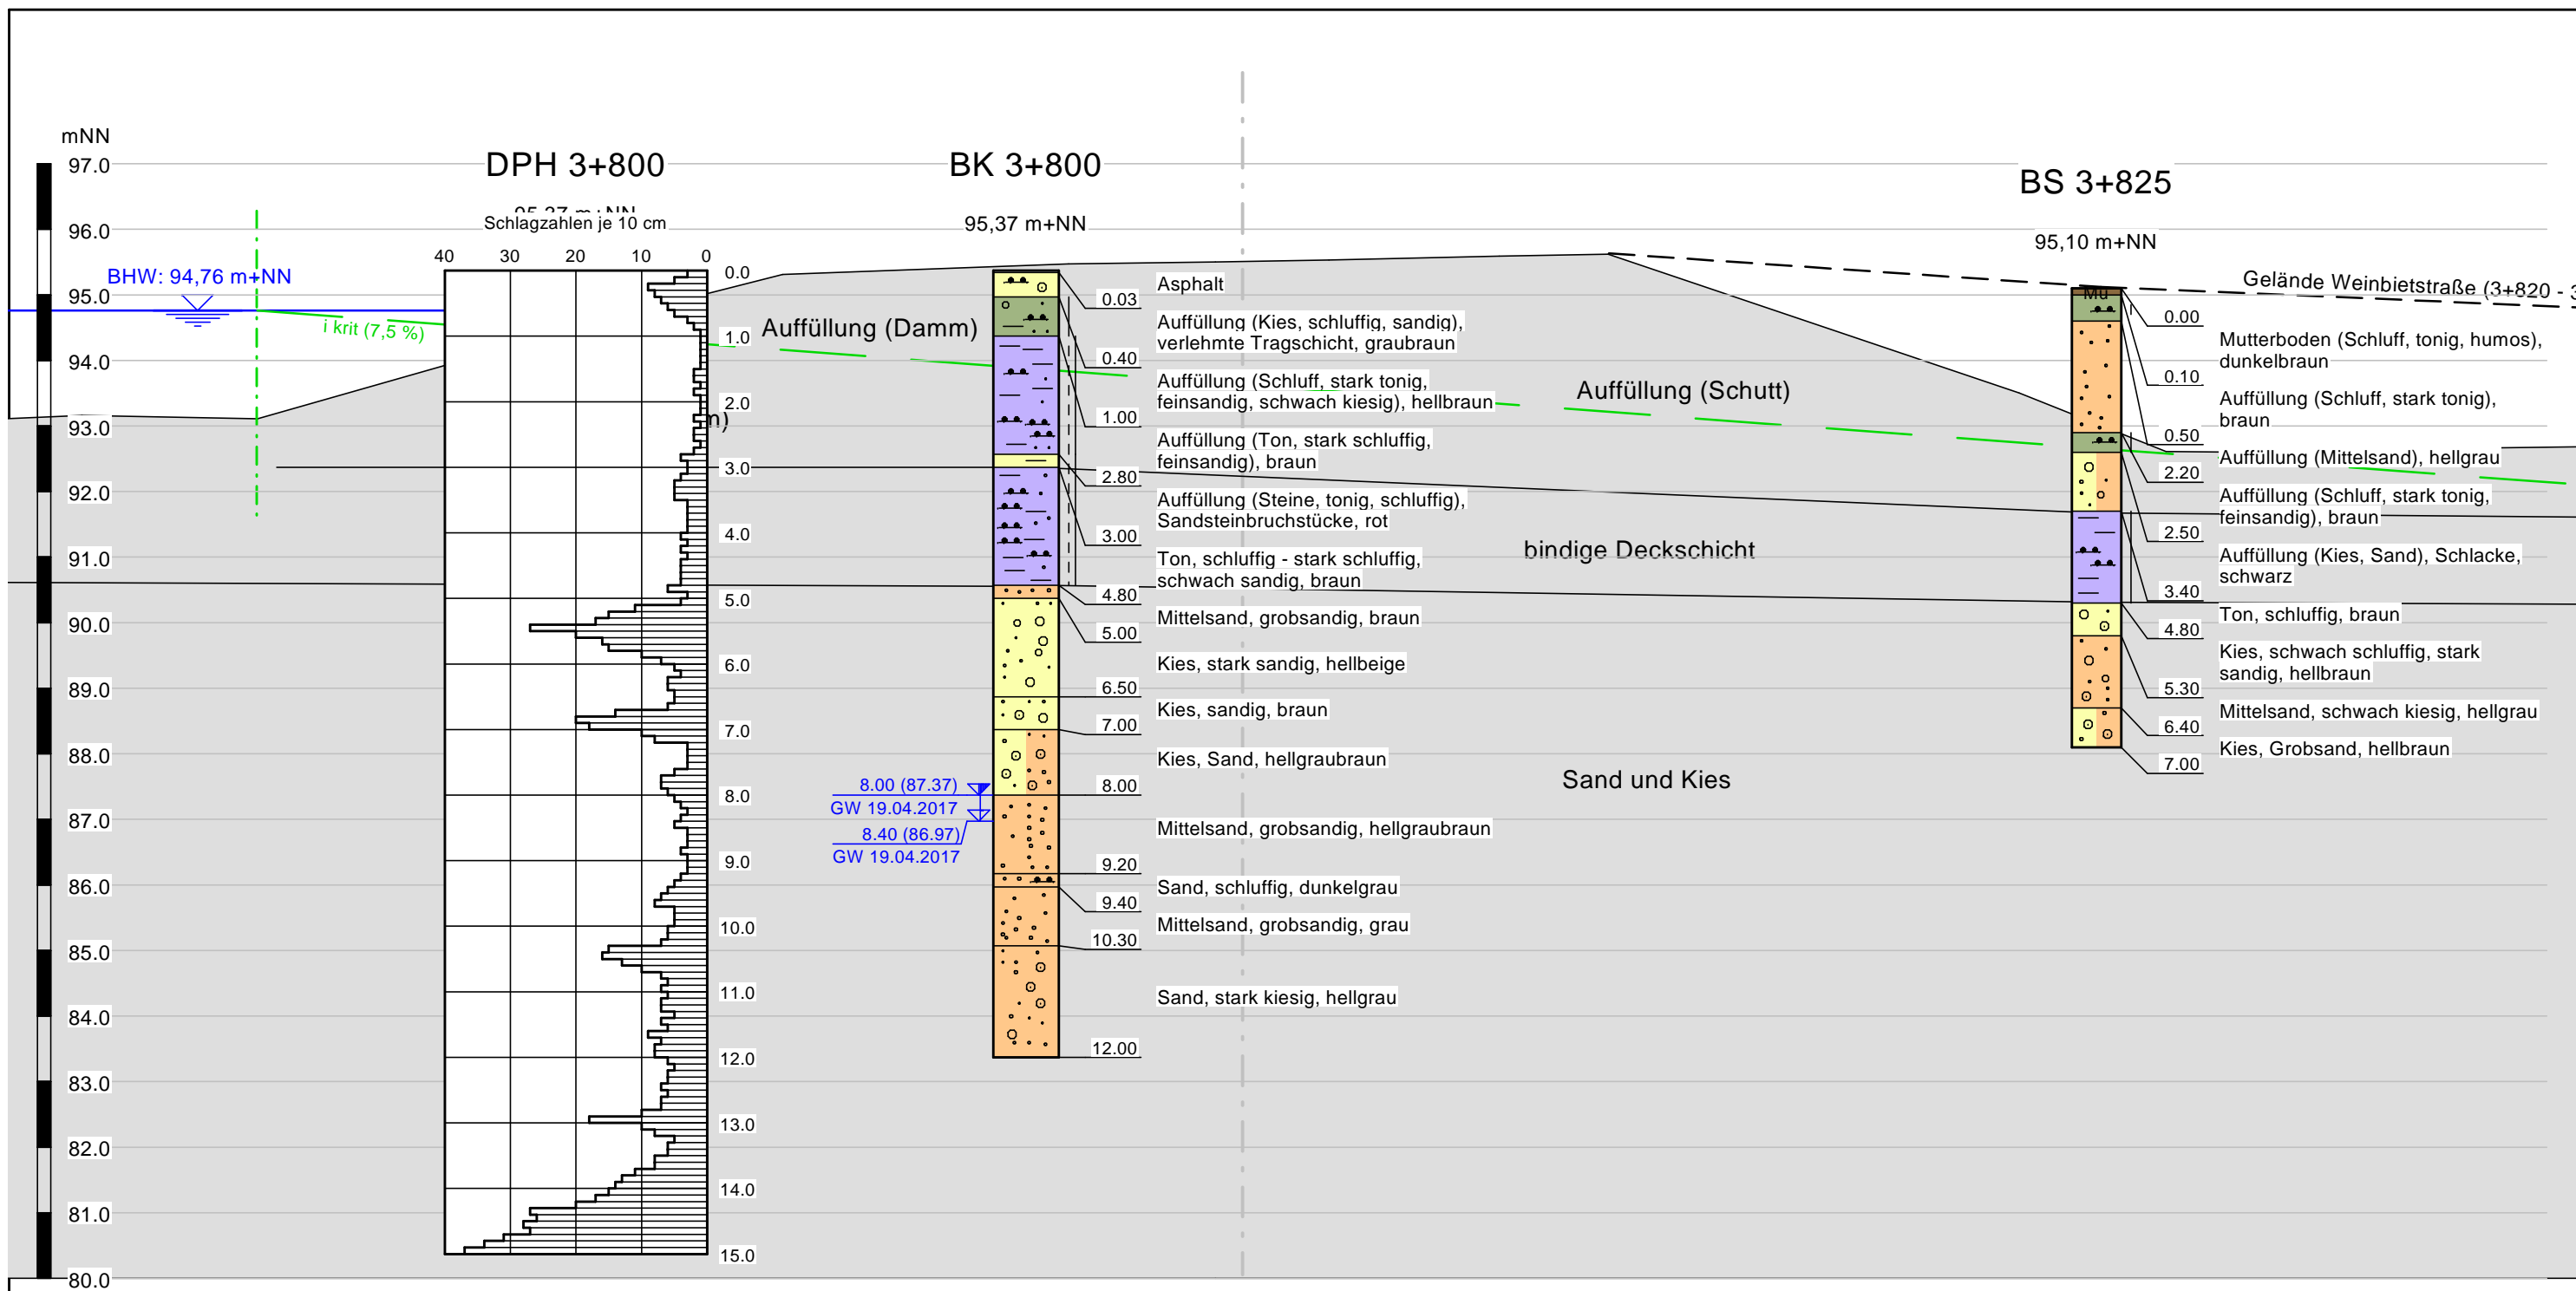 mNN
97.0
96.0
95.0
94.0
93.0
92.0
91.0
90.0
89.0
88.0
87.0
86.0
85.0
84.0
83.0
82.0
81.0
80.0
BHW: 94,76 m+NN
i krit (7,5 %)
DPH 3+800
95,37 m+NN
Schlagzahlen je 10 cm
40 30 20 10 0
0.0
1.0
2.0
3.0
4.0
5.0
6.0
7.0
8.0
9.0
10.0
11.0
12.0
13.0
14.0
15.0
m)
Auffüllung (Damm)
BK 3+800
95,37 m+NN
0.03
0.40
1.00
2.80
3.00
4.80
5.00
6.50
7.00
8.00
9.20
9.40
10.30
12.00
Asphalt
Auffüllung (Kies, schluffig, sandig),
verlehmte Tragschicht, graubraun
Auffüllung (Schluff, stark tonig,
feinsandig, schwach kiesig), hellbraun
Auffüllung (Ton, stark schluffig,
feinsandig), braun
Auffüllung (Steine, tonig, schluffig),
Sandsteinbruchstücke, rot
Ton, schluffig - stark schluffig,
schwach sandig, braun
Mittelsand, grobsandig, braun
Kies, stark sandig, hellbeige
Kies, sandig, braun
Kies, Sand, hellgraubraun
Mittelsand, grobsandig, hellgraubraun
Sand, schluffig, dunkelgrau
Mittelsand, grobsandig, grau
Sand, stark kiesig, hellgrau
8.00 (87.37)
GW 19.04.2017
8.40 (86.97)
GW 19.04.2017
Auffüllung (Schutt)
bindige Deckschicht
Sand und Kies
BS 3+825
95,10 m+NN
Gelände Weinbietstraße (3+820 - 3
Mu
0.00
0.10
0.50
2.20
2.50
3.40
4.80
5.30
6.40
7.00
Mutterboden (Schluff, tonig, humos),
dunkelbraun
Auffüllung (Schluff, stark tonig),
braun
Auffüllung (Mittelsand), hellgrau
Auffüllung (Schluff, stark tonig,
feinsandig), braun
Auffüllung (Kies, Sand), Schlacke,
schwarz
Ton, schluffig, braun
Kies, schwach schluffig, stark
sandig, hellbraun
Mittelsand, schwach kiesig, hellgrau
Kies, Grobsand, hellbraun